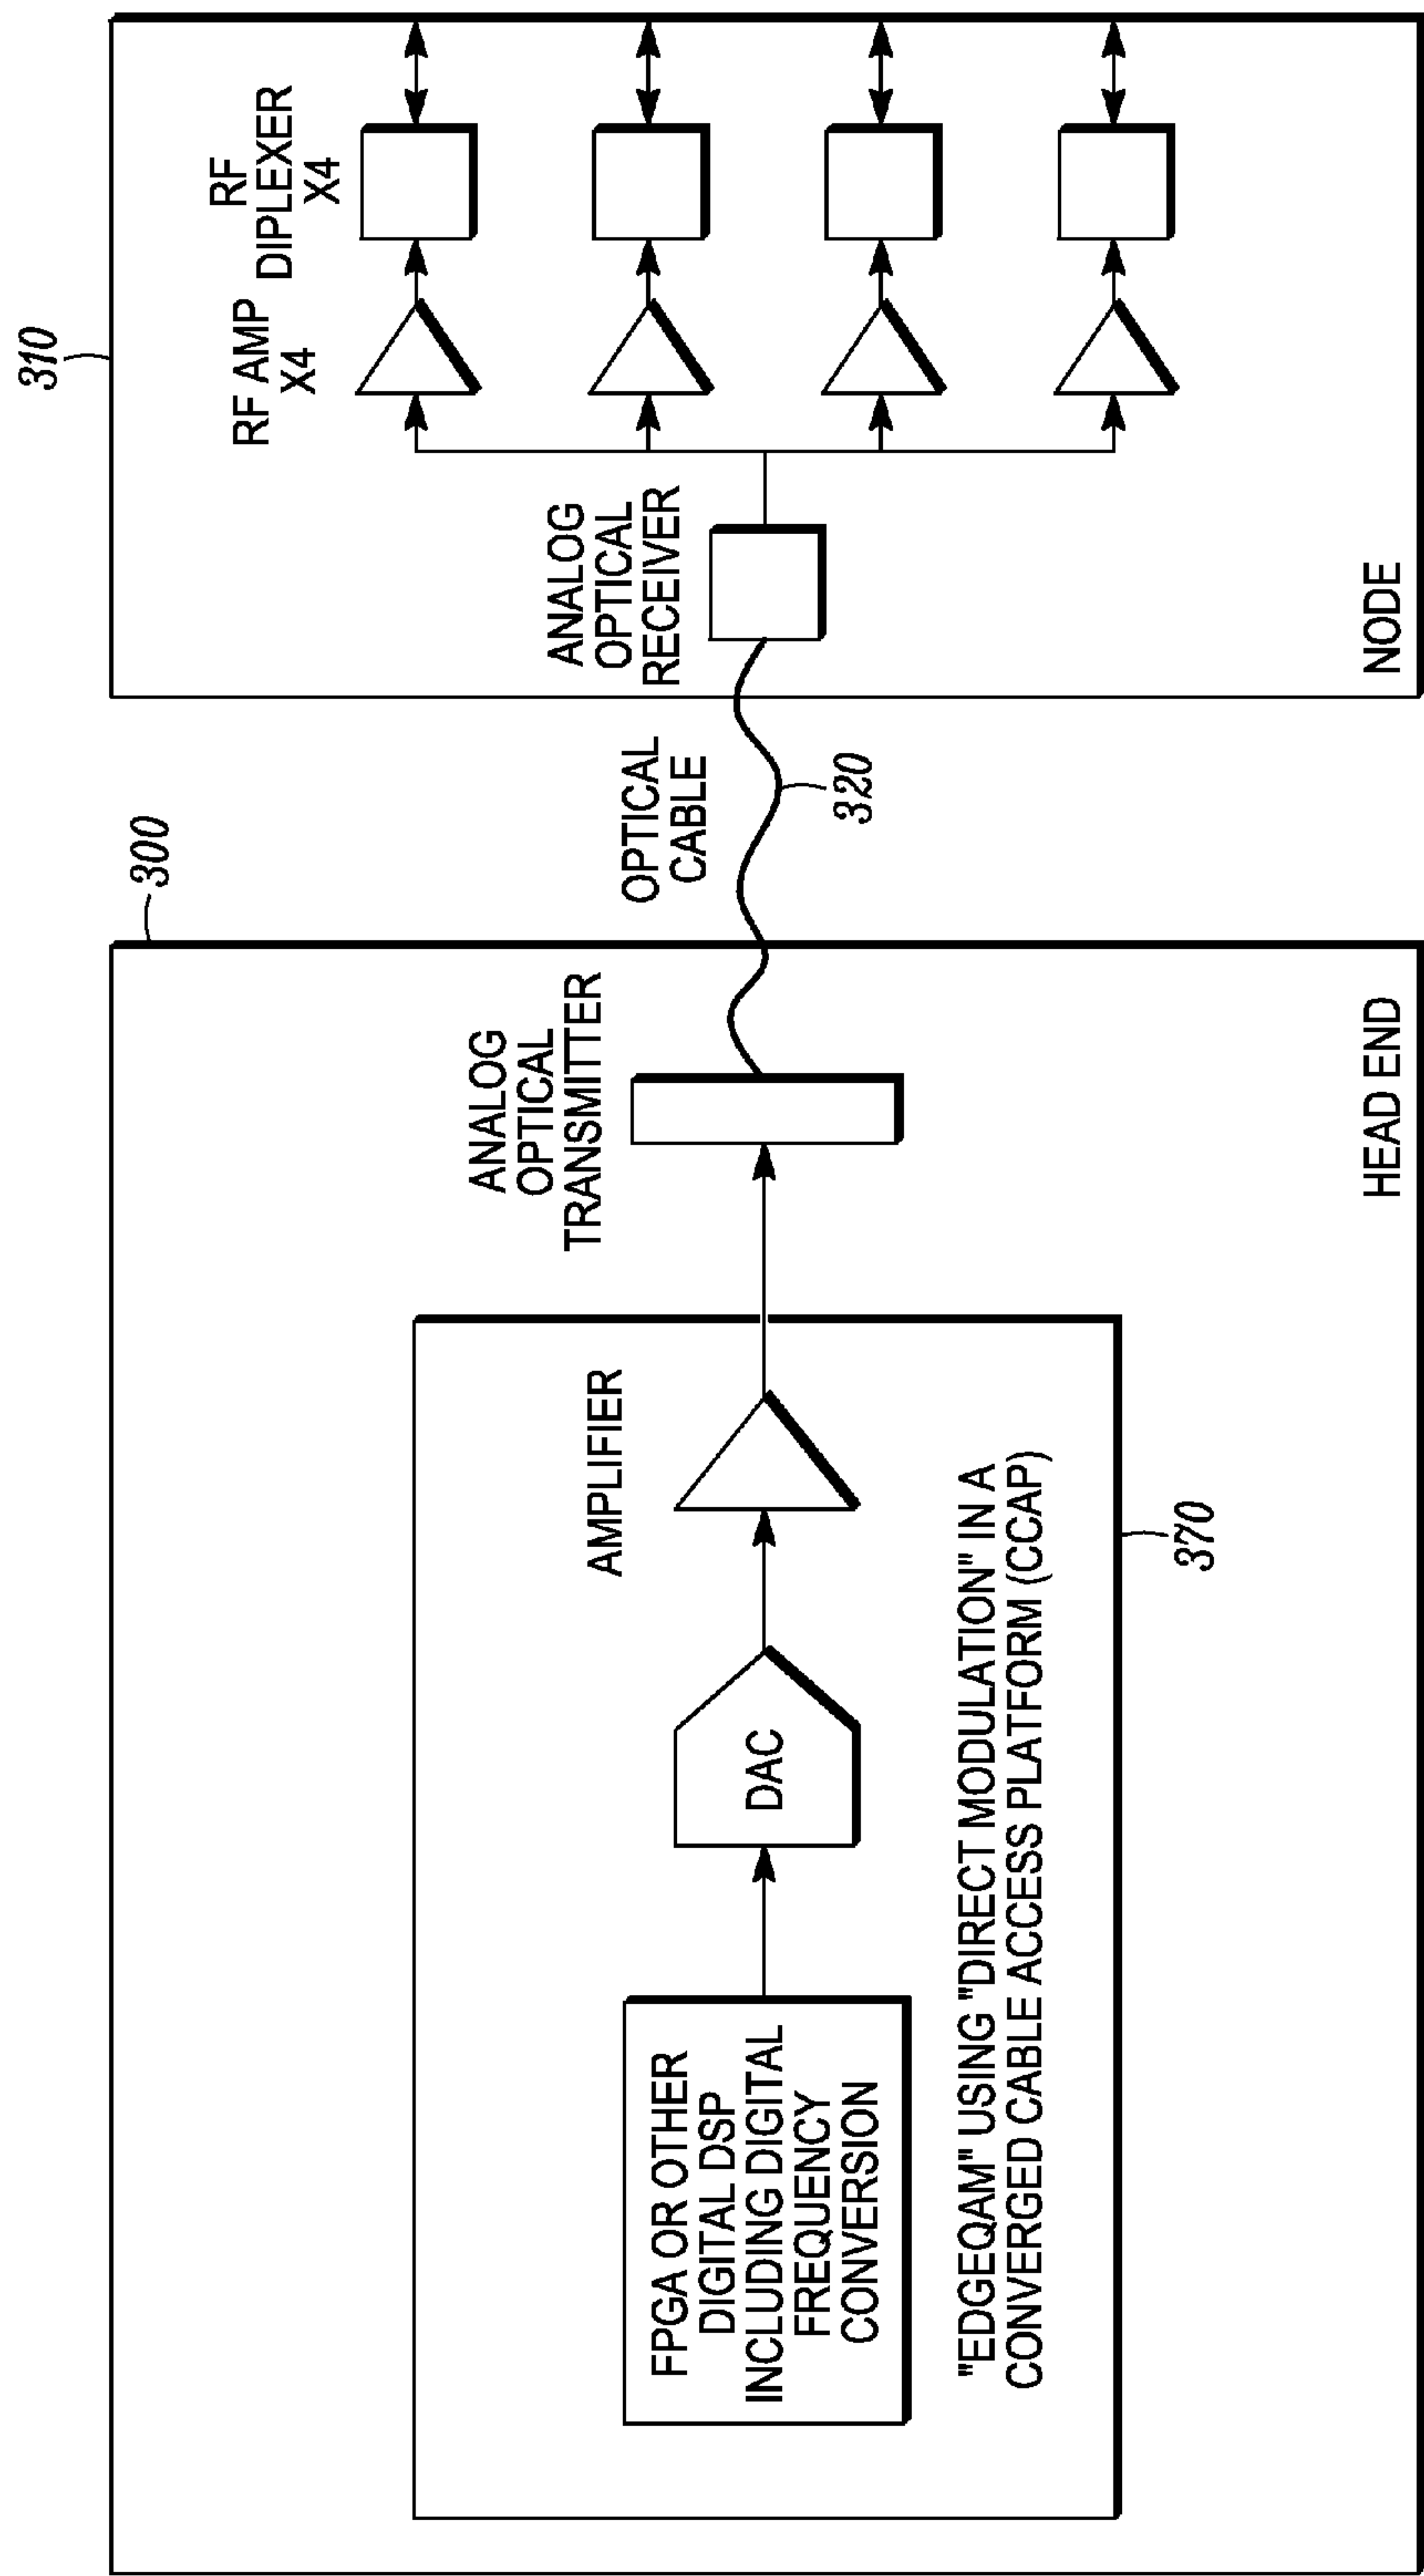 300
310
FPGA OR OTHER
DIGITAL DSP
INCLUDING DIGITAL
FREQUENCY
CONVERSION
DAC
AMPLIFIER
"EDGEQAM" USING "DIRECT MODULATION" IN A
CONVERGED CABLE ACCESS PLATFORM (CCAP)
370
ANALOG
OPTICAL
TRANSMITTER
HEAD END
OPTICAL
CABLE
320
ANALOG
OPTICAL
RECEIVER
RF AMP
X4
RF
DIPLEXER
X4
NODE